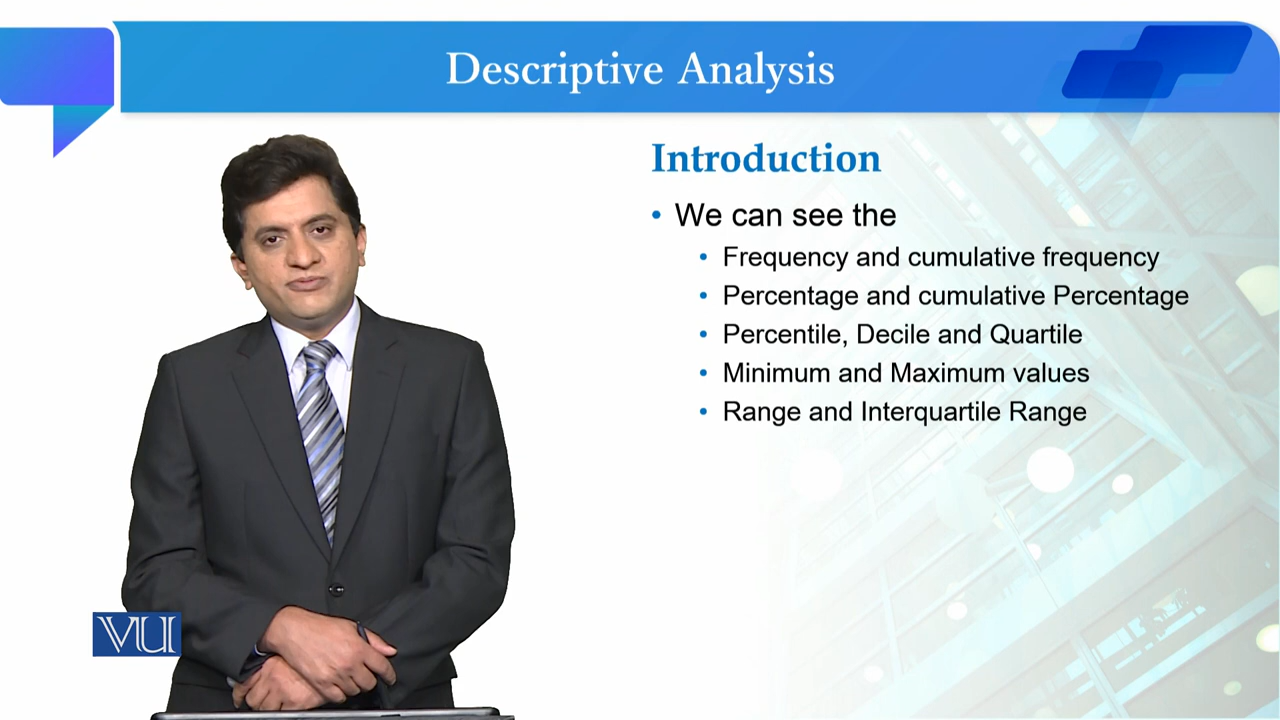 Descriptive Analysis
Introduction
• We can see the
• Frequency and cumulative frequency
• Percentage and cumulative Percentage
• Percentile, Decile and Quartile
• Minimum and Maximum values
• Range and Interquartile Range
VU